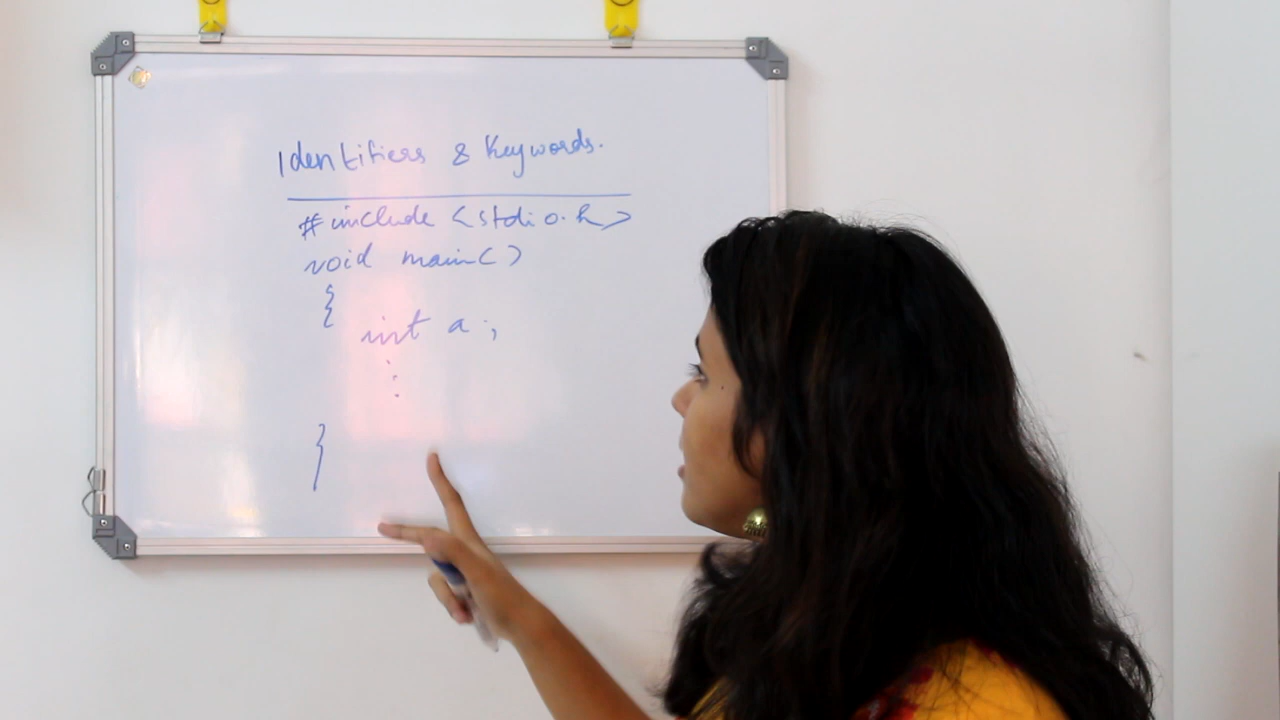 Identifiers & Keywords.
#include <stdio.h>
void main()
{
int a;
:
}